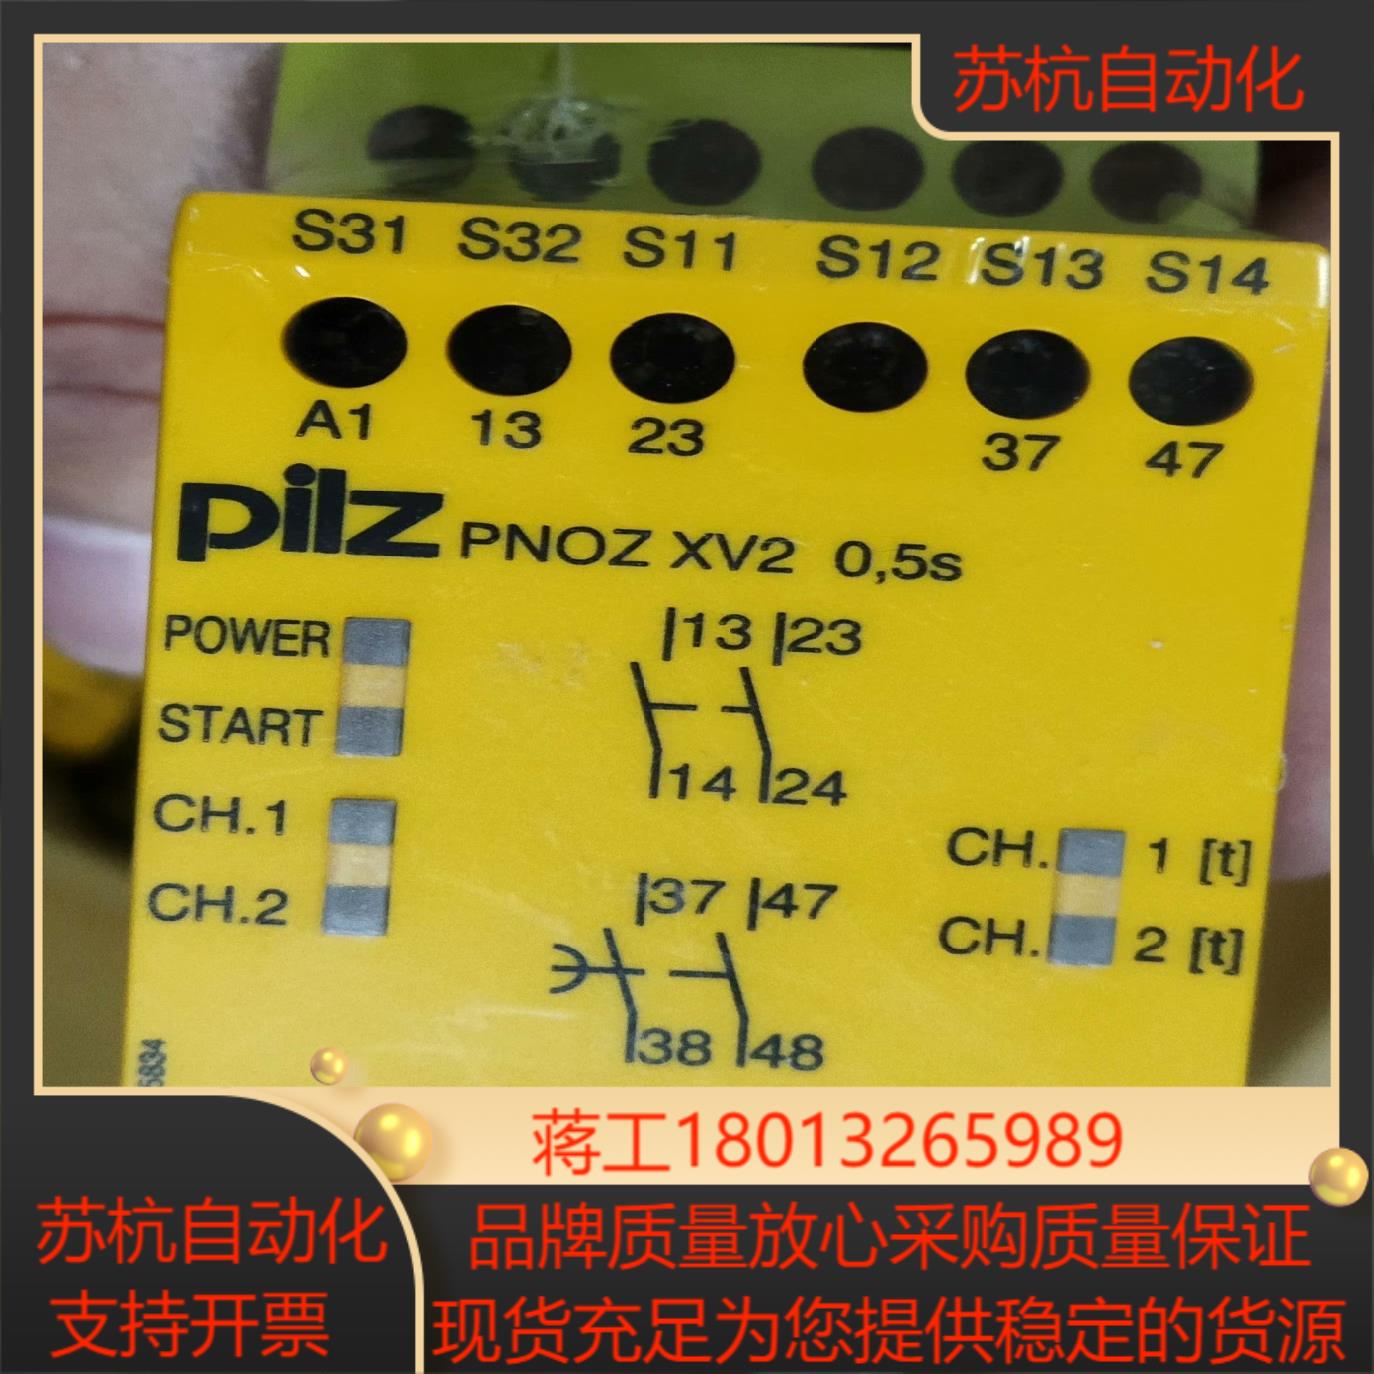 苏杭自动化
S31 S32 S11 S12 S13 S14
A1 13 23 37 47
pilz PNOZ XV2 0,5s
POWER
START
CH.1
CH.2
13 23
14 24
37 47
38 48
CH. 1 [t]
CH. 2 [t]
6834
蒋工18013265989
苏杭自动化
支持开票
品牌质量放心采购质量保证
现货充足为您提供稳定的货源